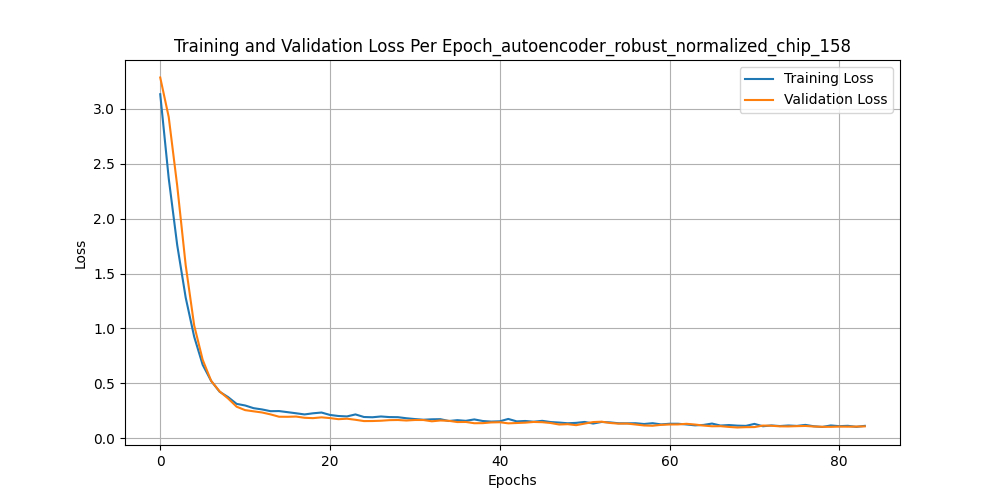 Training and Validation Loss Per Epoch_autoencoder_robust_normalized_chip_158
Training Loss
Validation Loss
3.0
2.5
2.0
1.5
1.0
0.5
0.0
Loss
0 20 40 60 80
Epochs